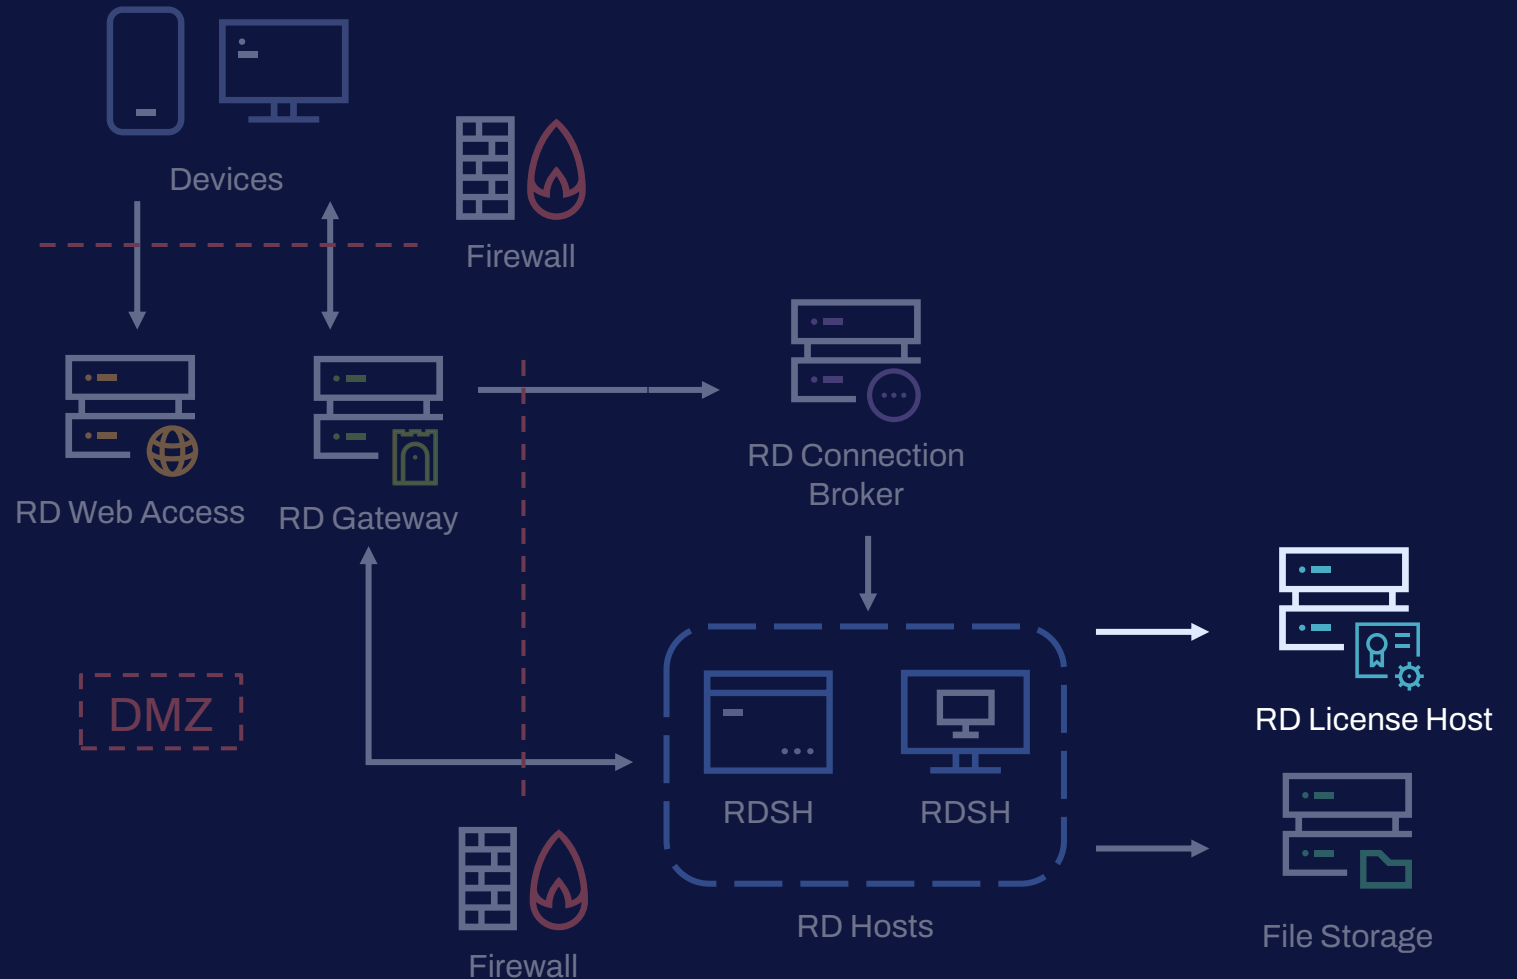 Devices
Firewall
RD Web Access
RD Gateway
RD Connection
Broker
DMZ
RD License Host
RDSH
RDSH
RD Hosts
File Storage
Firewall